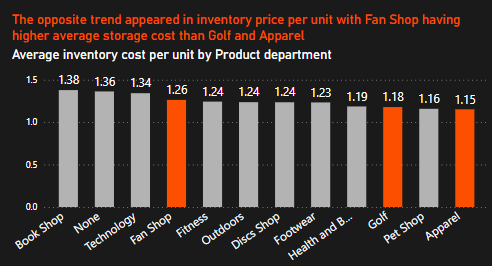 The opposite trend appeared in inventory price per unit with Fan Shop having
higher average storage cost than Golf and Apparel
Average inventory cost per unit by Product department
1.5
1.0
0.5
0.0
1.38 1.36 1.34 1.26 1.24 1.24 1.24 1.23 1.19 1.18 1.16 1.15
Book Shop
None
Technology
Fan Shop
Fitness
Outdoors
Discs Shop
Footwear
Health and B...
Golf
Pet Shop
Apparel